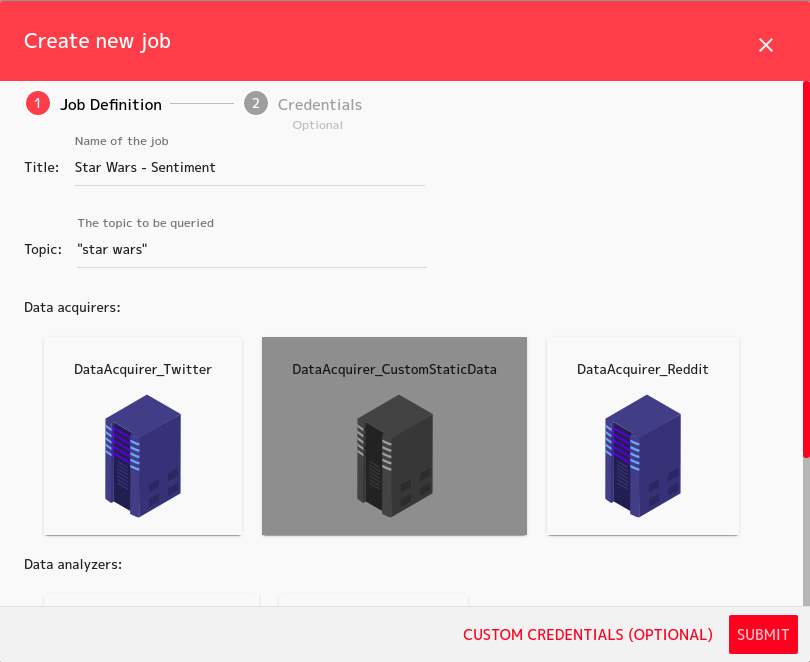 Create new job
1 Job Definition 2 Credentials
Optional
Name of the job
Title: Star Wars - Sentiment
The topic to be queried
Topic: "star wars"
Data acquirers:
DataAcquirer_Twitter DataAcquirer_CustomStaticData DataAcquirer_Reddit
Data analyzers:
CUSTOM CREDENTIALS (OPTIONAL) SUBMIT